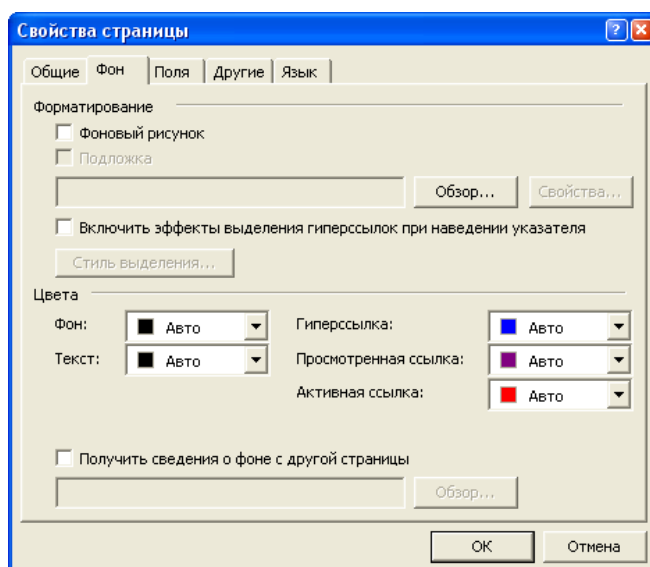 Свойства страницы
Общие Фон Поля Другие Язык
Форматирование
Фоновый рисунок
Подложка
Обзор... Свойства...
Включить эффекты выделения гиперссылок при наведении указателя
Стиль выделения...
Цвета
Фон: Авто Гиперссылка: Авто
Текст: Авто Просмотренная ссылка: Авто
Активная ссылка: Авто
Получить сведения о фоне с другой страницы
Обзор...
ОК Отмена